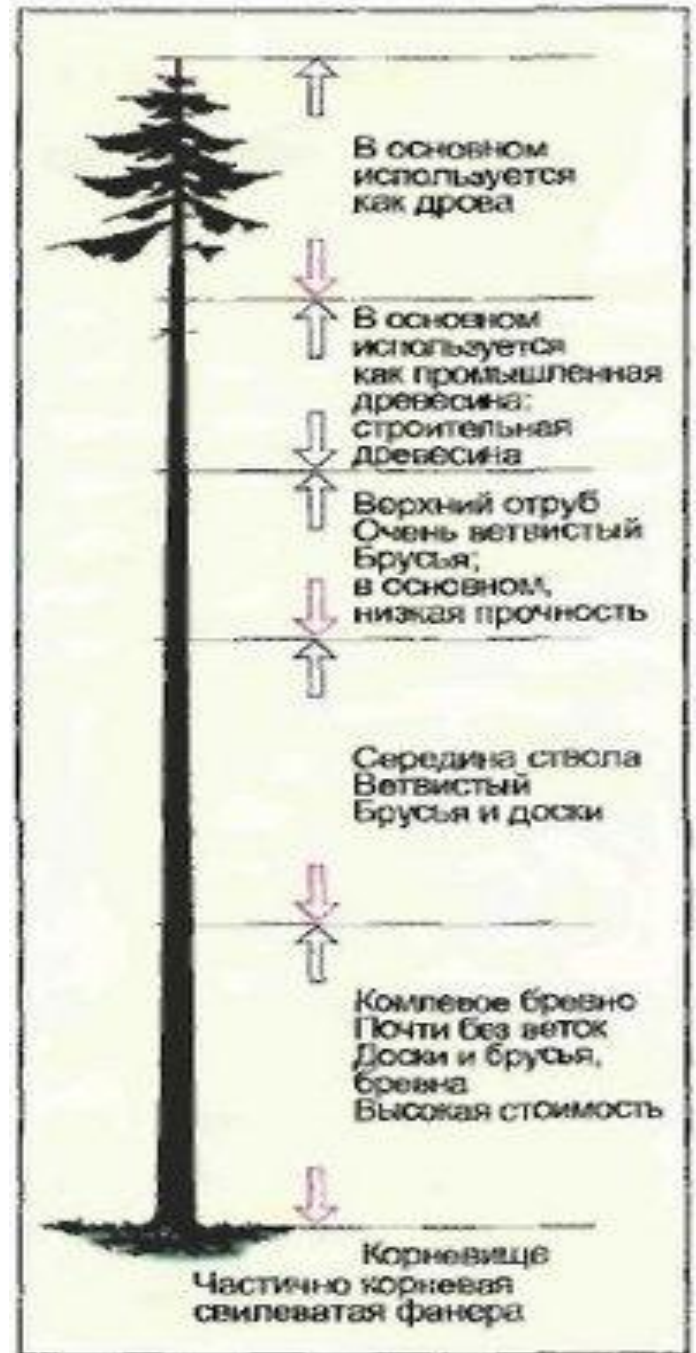 В основном
используется
как дрова
В основном
используется
как промышленная
древесина:
строительная
древесина
Верхний отруб
Очень ветвистый
Брусья;
в основном,
низкая прочность
Середина ствола
Ветвистый
Брусья и доски
Комлевое бревно
Почти без веток
Доски и брусья,
бревна
Высокая стоимость
Корневище
Частично корневая
свилеватая фанера